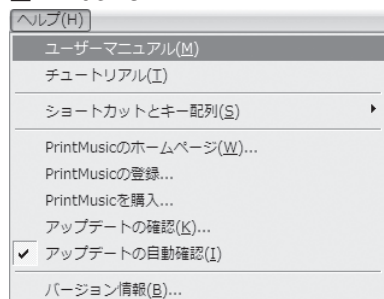 ヘルプ(H)
ユーザーマニュアル(M)
チュートリアル(T)
ショートカットとキー配列(S)
PrintMusicのホームページ(W)...
PrintMusicの登録...
PrintMusicを購入...
アップデートの確認(K)...
アップデートの自動確認(I)
バージョン情報(B)...